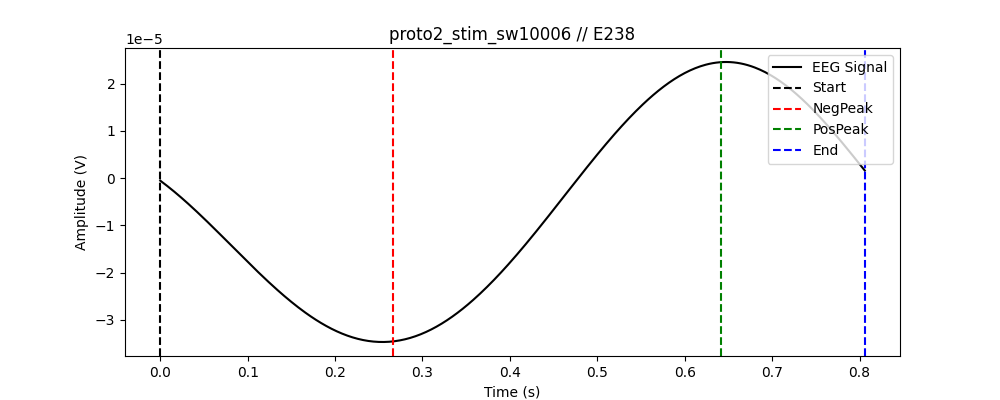 proto2_stim_sw10006 // E238
1e−5
EEG Signal
Start
NegPeak
PosPeak
End
2
1
0
−1
−2
−3
Amplitude (V)
0.0 0.1 0.2 0.3 0.4 0.5 0.6 0.7 0.8
Time (s)